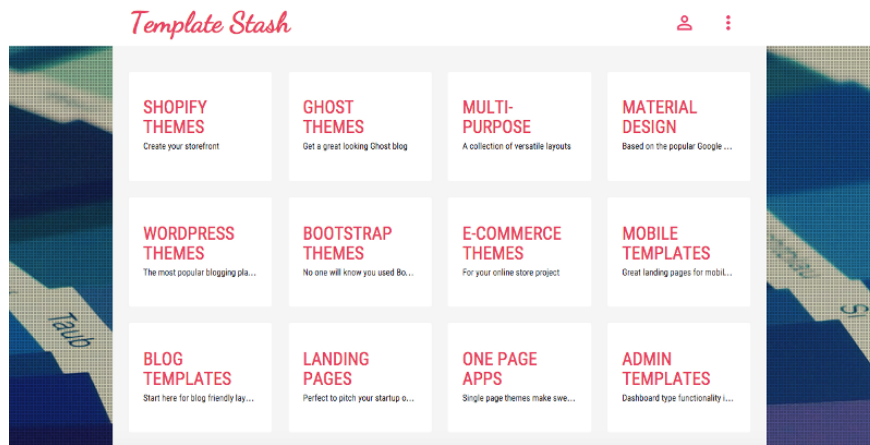 Template Stash
SHOPIFY
THEMES
Create your storefront
GHOST
THEMES
Get a great looking Ghost blog
MULTI-
PURPOSE
A collection of versatile layouts
MATERIAL
DESIGN
Based on the popular Google ...
WORDPRESS
THEMES
The most popular blogging pla...
BOOTSTRAP
THEMES
No one will know you used Bo...
E-COMMERCE
THEMES
For your online store project
MOBILE
TEMPLATES
Great landing pages for mobil...
BLOG
TEMPLATES
Start here for blog friendly lay...
LANDING
PAGES
Perfect to pitch your startup o...
ONE PAGE
APPS
Single page themes make swe...
ADMIN
TEMPLATES
Dashboard type functionality i...
Taub
Si